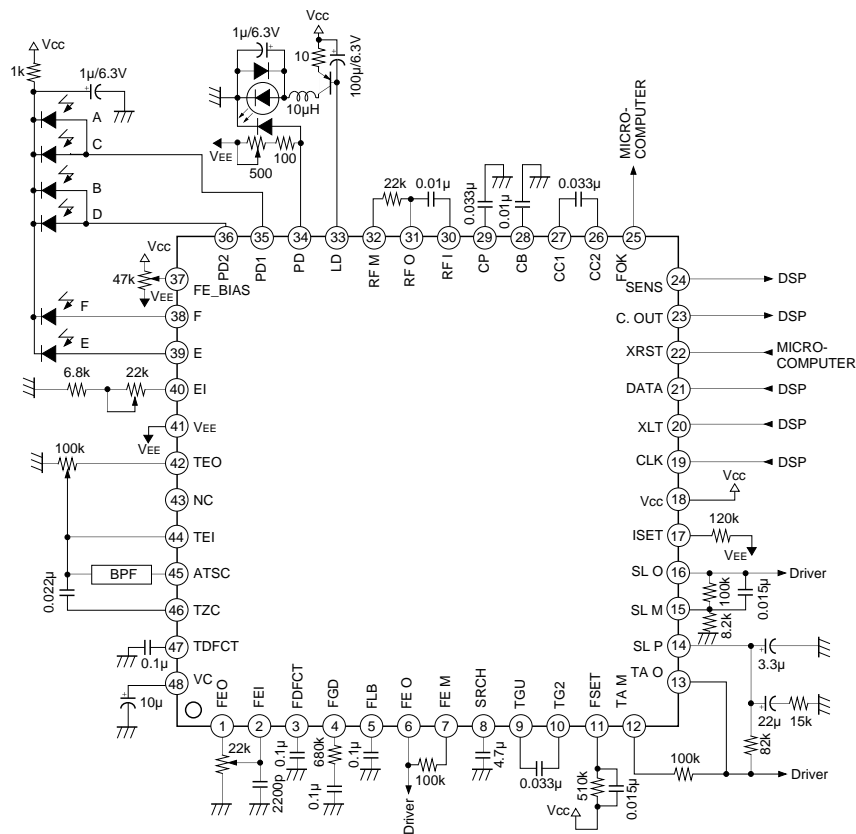 Vcc
1k
1µ/6.3V
A
C
B
D
1µ/6.3V
Vcc
10
100µ/6.3V
10µH
VEE
500
100
22k
0.01µ
0.033µ
0.01µ
0.033µ
MICRO-
COMPUTER
36
35
34
33
32
31
30
29
28
27
26
25
PD2
PD1
PD
LD
RF M
RF O
RF I
CP
CB
CC1
CC2
FOK
Vcc
47k
VEE
37
FE_BIAS
F
38
F
E
39
E
6.8k
22k
40
EI
VEE
41
VEE
100k
42
TEO
43
NC
44
TEI
BPF
45
ATSC
0.022µ
46
TZC
0.1µ
47
TDFCT
10µ
48
VC
SENS
24
DSP
C. OUT
23
DSP
XRST
22
MICRO-
COMPUTER
DATA
21
DSP
XLT
20
DSP
CLK
19
DSP
Vcc
18
Vcc
ISET
17
120k
VEE
SL O
16
Driver
100k
0.015µ
SL M
15
8.2k
SL P
14
3.3µ
TA O
13
22µ
15k
82k
FEO
FEI
FDFCT
FGD
FLB
FE O
FE M
SRCH
TGU
TG2
FSET
TA M
1
2
3
4
5
6
7
8
9
10
11
12
22k
2200p
0.1µ
680k
0.1µ
0.1µ
100k
Driver
4.7µ
0.033µ
510k
0.015µ
Vcc
100k
Driver